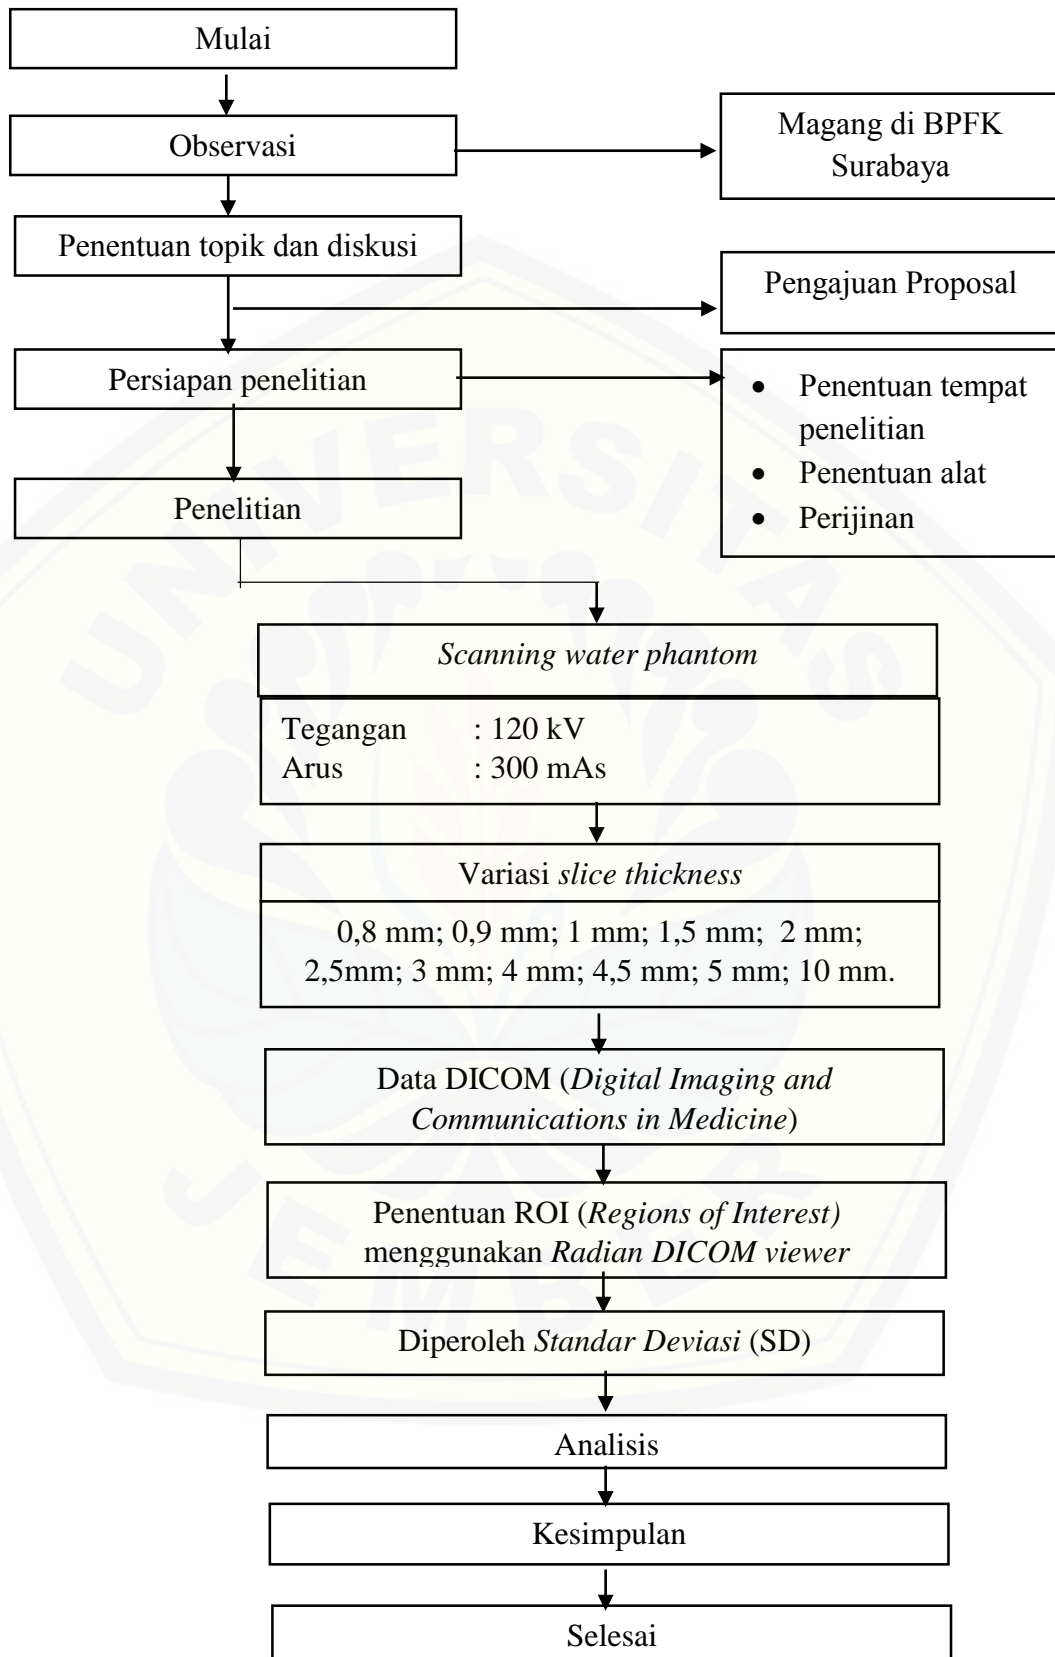 Mulai
Observasi
Magang di BPFK
Surabaya
Penentuan topik dan diskusi
Pengajuan Proposal
Persiapan penelitian
• Penentuan tempat
penelitian
• Penentuan alat
• Perijinan
Penelitian
Scanning water phantom
Tegangan : 120 kV
Arus : 300 mAs
Variasi slice thickness
0,8 mm; 0,9 mm; 1 mm; 1,5 mm; 2 mm;
2,5mm; 3 mm; 4 mm; 4,5 mm; 5 mm; 10 mm.
Data DICOM (Digital Imaging and
Communications in Medicine)
Penentuan ROI (Regions of Interest)
menggunakan Radian DICOM viewer
Diperoleh Standar Deviasi (SD)
Analisis
Kesimpulan
Selesai
UNIVERSITAS
JEMBER